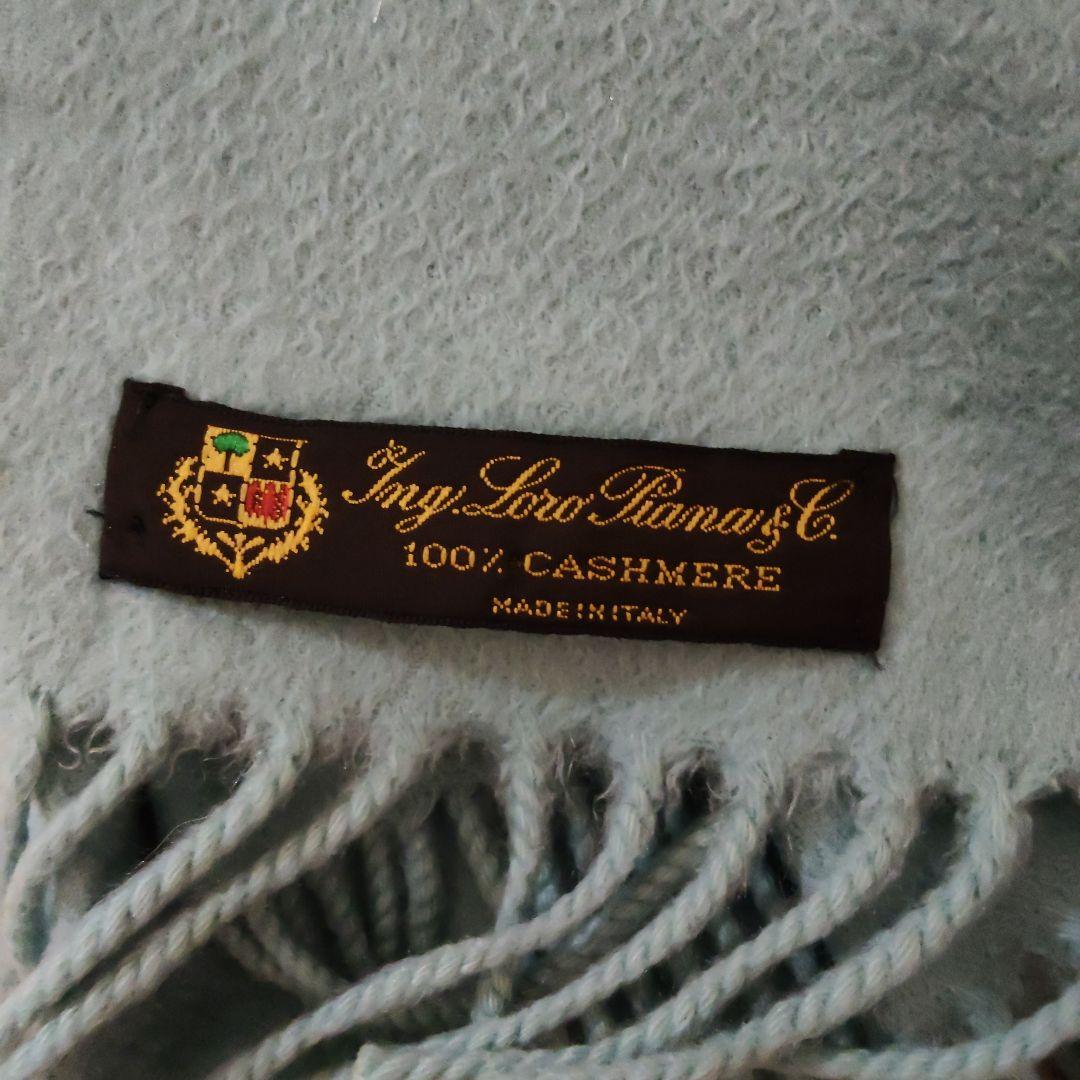 Ing. Loro Piana & C.
100% CASHMERE
MADE IN ITALY